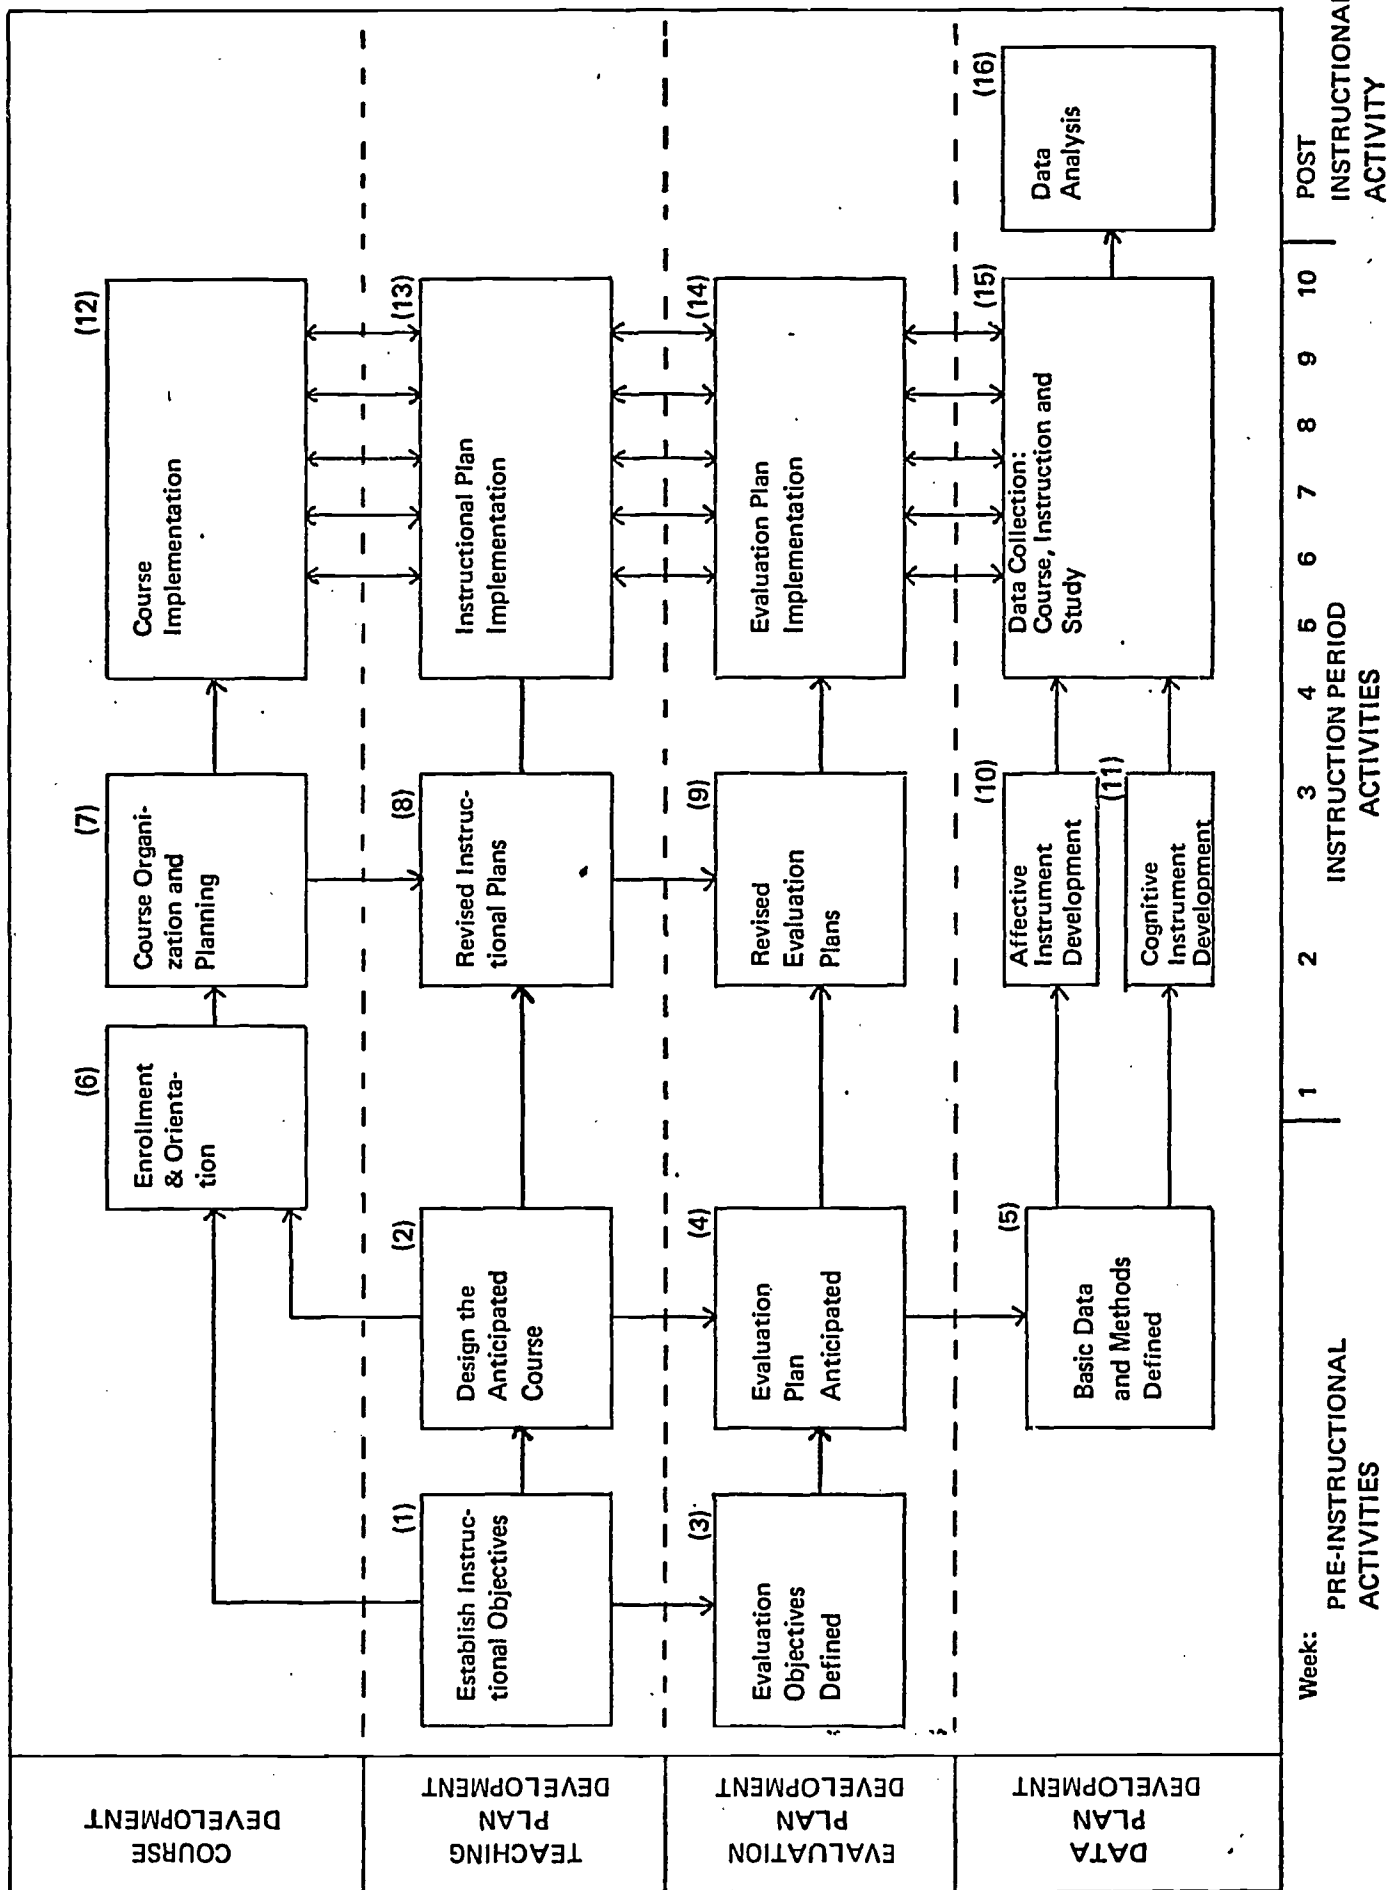 COURSE
DEVELOPMENT
(6)
Enrollment
& Orienta-
tion
(7)
Course Organi-
zation and
Planning
(12)
Course
Implementation
TEACHING
PLAN
DEVELOPMENT
(1)
Establish Instruc-
tional Objectives
(2)
Design the
Anticipated
Course
(8)
Revised Instruc-
tional Plans
(13)
Instructional Plan
Implementation
EVALUATION
PLAN
DEVELOPMENT
(3)
Evaluation
Objectives
Defined
(4)
Evaluation
Plan
Anticipated
(9)
Revised
Evaluation
Plans
(14)
Evaluation Plan
Implementation
DATA
PLAN
DEVELOPMENT
(5)
Basic Data
and Methods
Defined
(10)
Affective
Instrument
Development
(11)
Cognitive
Instrument
Development
(15)
Data Collection:
Course, Instruction and
Study
(16)
Data
Analysis
Week:
1 2 3 4 5 6 7 8 9 10
PRE-INSTRUCTIONAL
ACTIVITIES
INSTRUCTION PERIOD
ACTIVITIES
POST
INSTRUCTIONAL
ACTIVITY